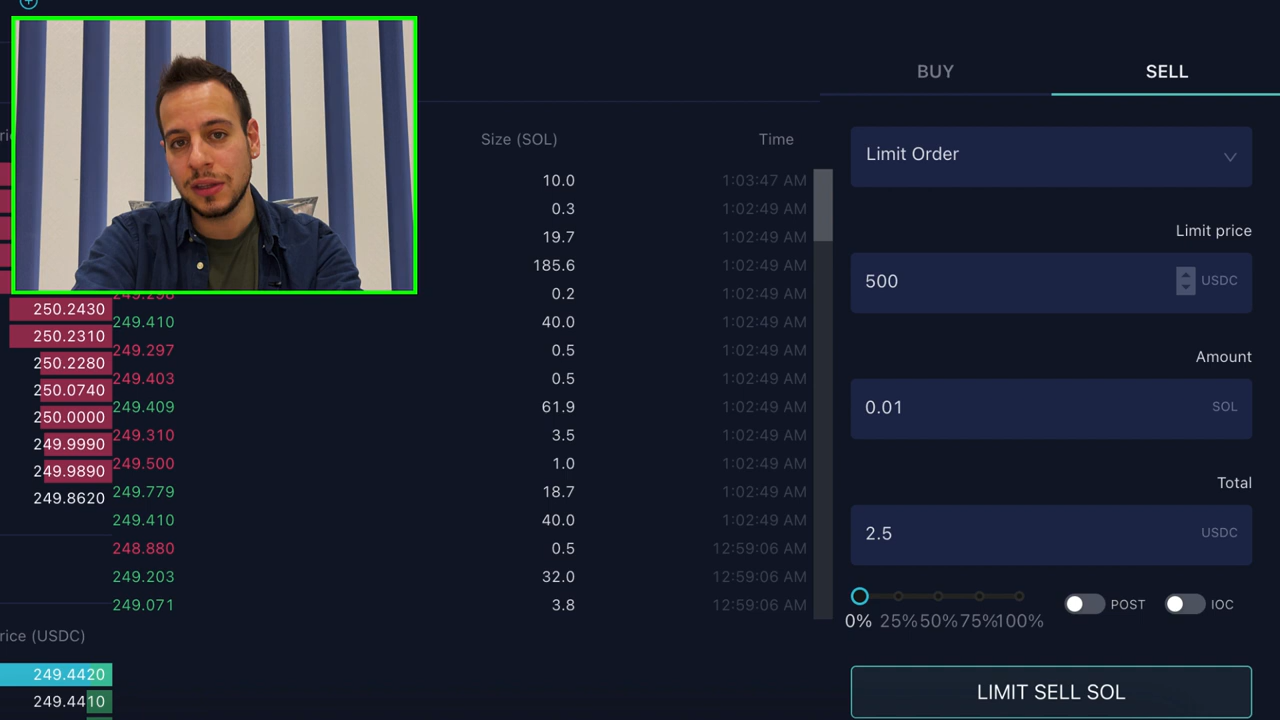 BUY
SELL
Size (SOL)
Time
Limit Order
10.0
1:03:47 AM
0.3
1:02:49 AM
Limit price
19.7
1:02:49 AM
185.6
1:02:49 AM
500
USDC
0.2
1:02:49 AM
250.2430
249.410
40.0
1:02:49 AM
250.2310
249.297
0.5
1:02:49 AM
Amount
250.2280
249.403
0.5
1:02:49 AM
250.0740
249.409
61.9
1:02:49 AM
0.01
SOL
250.0000
249.310
3.5
1:02:49 AM
249.9990
249.500
1.0
1:02:49 AM
249.9890
249.779
18.7
1:02:49 AM
Total
249.8620
249.410
40.0
1:02:49 AM
2.5
USDC
248.880
0.5
12:59:06 AM
249.203
32.0
12:59:06 AM
249.071
3.8
12:59:06 AM
POST
IOC
0% 25% 50% 75% 100%
rice (USDC)
249.4420
249.4410
LIMIT SELL SOL